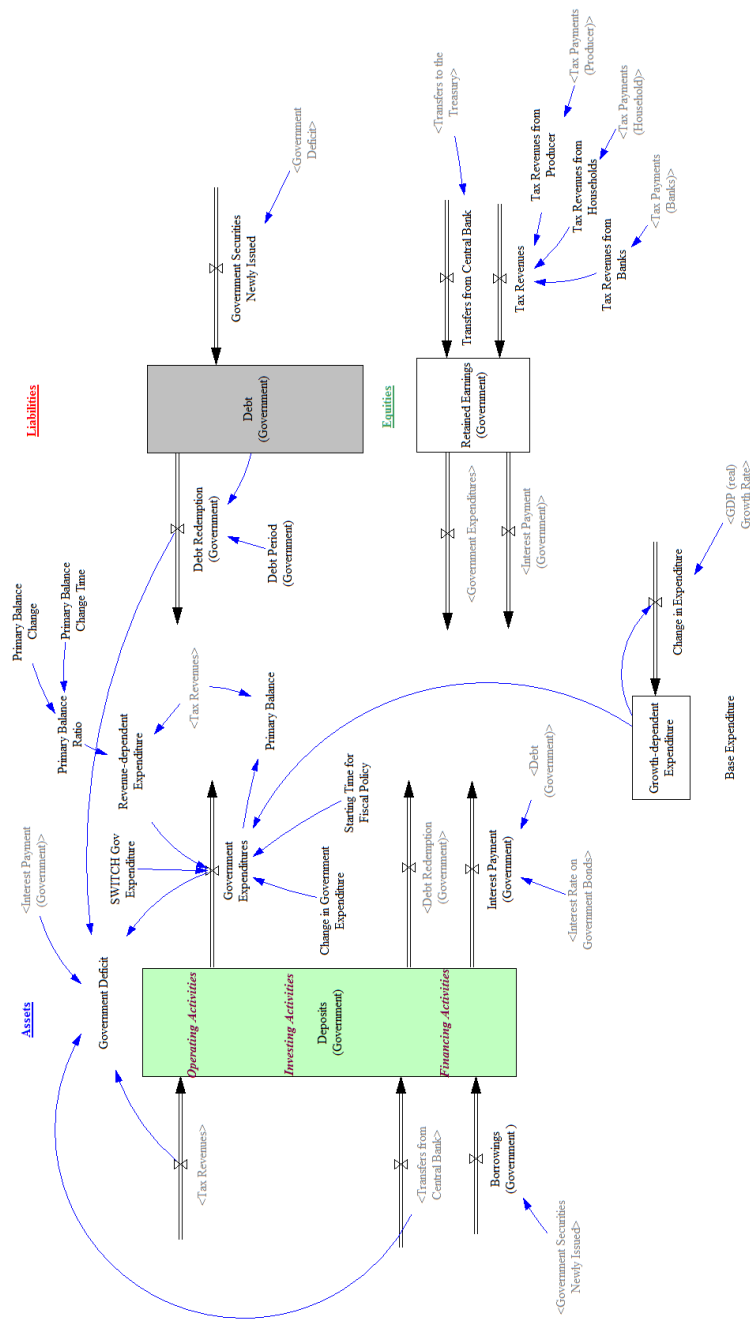 Assets
Liabilities
<Interest Payment
(Government)>
Primary Balance
Change
Primary Balance
Ratio
Primary Balance
Change Time
Government Deficit
SWITCH Gov
Expenditure
Revenue-dependent
Expenditure
<Tax Revenues>
Operating Activities
<Tax Revenues>
Government
Expenditures
Primary Balance
Debt Redemption
(Government)
Debt
(Government)
Government Securities
Newly Issued
<Government
Deficit>
Debt Period
(Government)
Investing Activities
Deposits
(Government)
Change in Government
Expenditure
Starting Time for
Fiscal Policy
Equities
<Transfers from
Central Bank>
<Debt Redemption
(Government)>
Financing Activities
Borrowings
(Government )
Interest Payment
(Government)
<Government Securities
Newly Issued>
<Interest Rate on
Government Bonds>
<Debt
(Government)>
<Government Expenditures>
Retained Earnings
(Government)
Transfers from Central Bank
<Transfers to the
Treasury>
<Interest Payment
(Government)>
Tax Revenues
Tax Revenues from
Producer
<Tax Payments
(Producer)>
Tax Revenues from
Households
<Tax Payments
(Household)>
Tax Revenues from
Banks
<Tax Payments
(Banks)>
Growth-dependent
Expenditure
Change in Expenditure
<GDP (real)
Growth Rate>
Base Expenditure